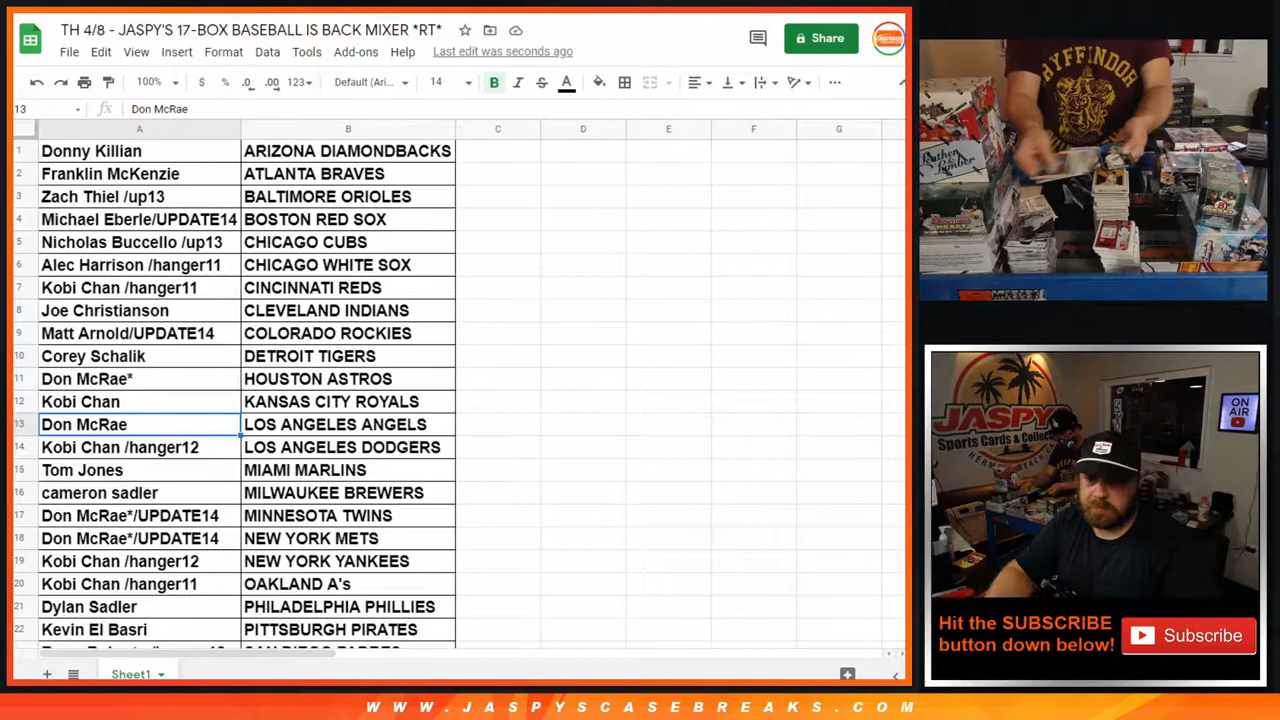 TH 4/8 - JASPY'S 17-BOX BASEBALL IS BACK MIXER *RT*
File Edit View Insert Format Data Tools Add-ons Help Last edit was seconds ago
Share
100% $ % .0 .00 123 Default (Ari... 14 B I S A
13 fx Don McRae
A B C D E F G
1 Donny Killian ARIZONA DIAMONDBACKS
2 Franklin McKenzie ATLANTA BRAVES
3 Zach Thiel /up13 BALTIMORE ORIOLES
4 Michael Eberle/UPDATE14 BOSTON RED SOX
5 Nicholas Buccello /up13 CHICAGO CUBS
6 Alec Harrison /hanger11 CHICAGO WHITE SOX
7 Kobi Chan /hanger11 CINCINNATI REDS
8 Joe Christianson CLEVELAND INDIANS
9 Matt Arnold/UPDATE14 COLORADO ROCKIES
10 Corey Schalik DETROIT TIGERS
11 Don McRae* HOUSTON ASTROS
12 Kobi Chan KANSAS CITY ROYALS
13 Don McRae LOS ANGELES ANGELS
14 Kobi Chan /hanger12 LOS ANGELES DODGERS
15 Tom Jones MIAMI MARLINS
16 cameron sadler MILWAUKEE BREWERS
17 Don McRae*/UPDATE14 MINNESOTA TWINS
18 Don McRae*/UPDATE14 NEW YORK METS
19 Kobi Chan /hanger12 NEW YORK YANKEES
20 Kobi Chan /hanger11 OAKLAND A's
21 Dylan Sadler PHILADELPHIA PHILLIES
22 Kevin El Basri PITTSBURGH PIRATES
Sheet1
GRYFFINDOR
Leather & Lumber
JASPY'S
Sports Cards &
ON
AIR
Hit the SUBSCRIBE
button down below!
Subscribe
WWW.JASPYSCASEBREAKS.COM